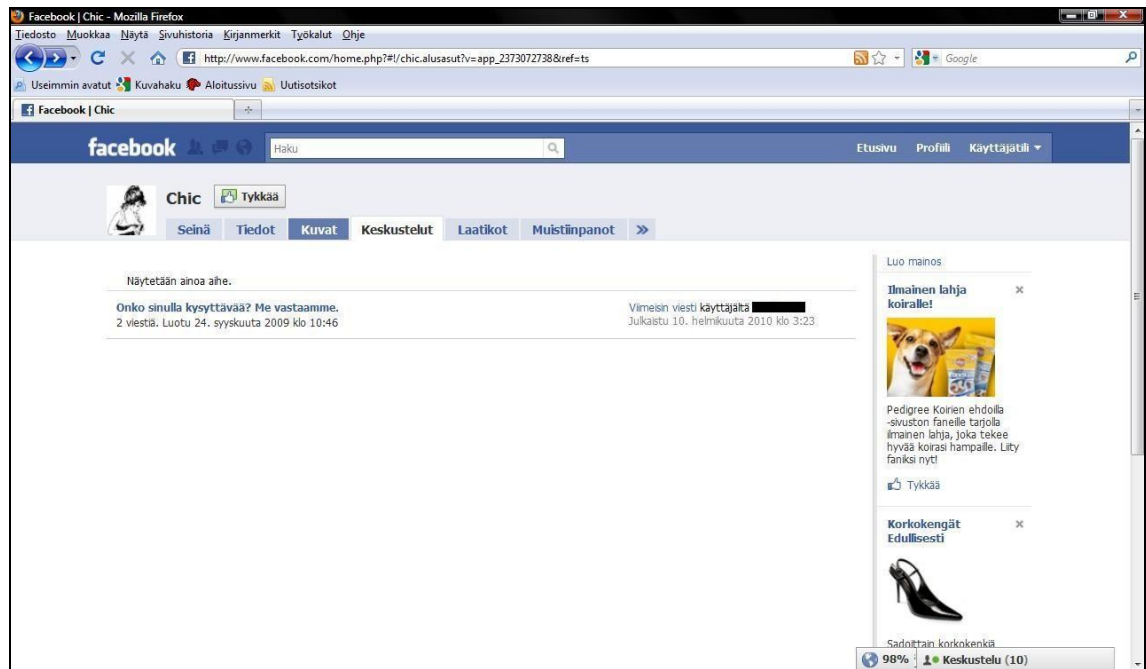 Facebook | Chic - Mozilla Firefox
Tiedosto Muokkaa Näytä Sivuhistoria Kirjanmerkit Työkalut Ohje
http://www.facebook.com/home.php?#!/chic.alusasut?v=app_2373072738&ref=ts
Google
Useimmin avatut Kuvahaku Aloitussivu Uutisotsikot
Facebook | Chic
facebook Haku Etusivu Profiili Käyttäjätili
Chic Tykkää
Seinä Tiedot Kuvat Keskustelut Laatikot Muistiinpanot »
Näytetään ainoa aihe.
Onko sinulla kysyttävää? Me vastaamme.
2 viestiä. Luotu 24. syyskuuta 2009 klo 10:46
Viimeisin viesti käyttäjältä
Julkaistu 10. helmikuuta 2010 klo 3:23
Luo mainos
Ilmainen lahja
koiralle!
Pedigree Koirien ehdoilla
-sivuston faneille tarjolla
ilmainen lahja, joka tekee
hyvää koirasi hampaille. Liity
faniksi nyt!
Tykkää
Korkokengät
Edullisesti
Sadoittain korkokenkiä
98% Keskustelu (10)